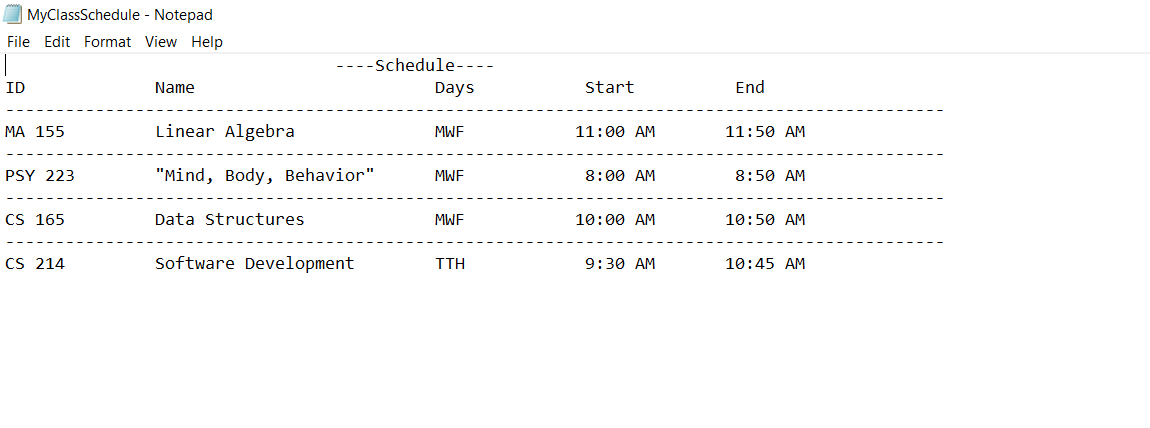 MyClassSchedule - Notepad
File Edit Format View Help
----Schedule----
ID Name Days Start End
----------------------------------------------------------------------------------------------
MA 155 Linear Algebra MWF 11:00 AM 11:50 AM
----------------------------------------------------------------------------------------------
PSY 223 "Mind, Body, Behavior" MWF 8:00 AM 8:50 AM
----------------------------------------------------------------------------------------------
CS 165 Data Structures MWF 10:00 AM 10:50 AM
----------------------------------------------------------------------------------------------
CS 214 Software Development TTH 9:30 AM 10:45 AM